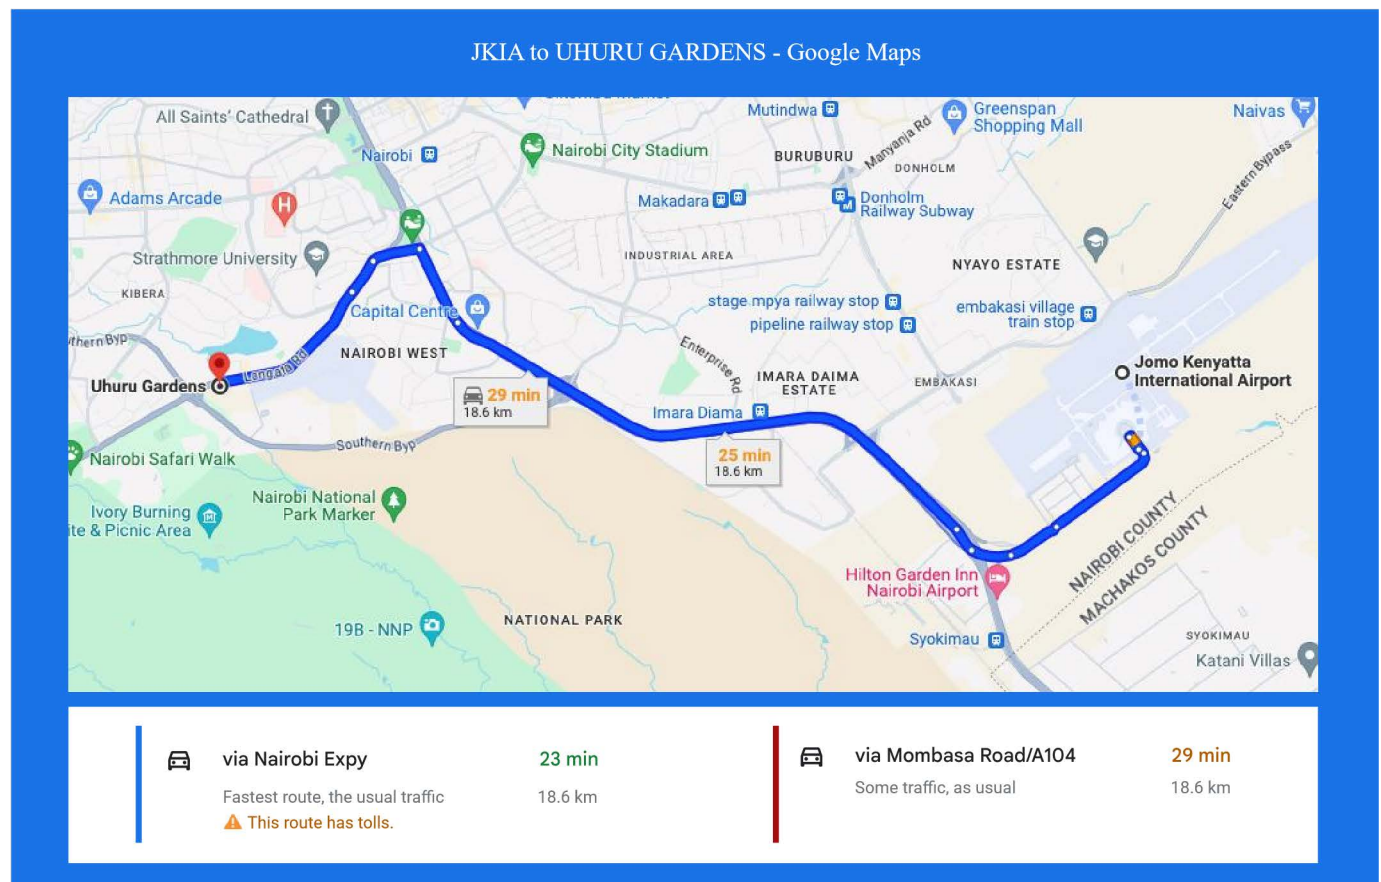 JKIA to UHURU GARDENS - Google Maps
All Saints' Cathedral
Mutindwa
Greenspan
Shopping Mall
Naivas
Nairobi
Nairobi City Stadium
BURUBURU
Manyanja Rd
DONHOLM
Eastern Bypass
Adams Arcade
H
Makadara
Donholm
Railway Subway
Strathmore University
INDUSTRIAL AREA
NYAYO ESTATE
KIBERA
Capital Centre
stage mpya railway stop
pipeline railway stop
embakasi village
train stop
thern Byp
NAIROBI WEST
Langata Rd
Enterprise Rd
IMARA DAIMA
ESTATE
EMBAKASI
Jomo Kenyatta
International Airport
Uhuru Gardens
29 min
18.6 km
Imara Diama
Southern Byp
25 min
18.6 km
Nairobi Safari Walk
Nairobi National
Park Marker
Ivory Burning
ite & Picnic Area
NAIROBI COUNTY
MACHAKOS COUNTY
Hilton Garden Inn
Nairobi Airport
19B - NNP
NATIONAL PARK
Syokimau
SYOKIMAU
Katani Villas
via Nairobi Expy
23 min
Fastest route, the usual traffic
18.6 km
This route has tolls.
via Mombasa Road/A104
29 min
Some traffic, as usual
18.6 km